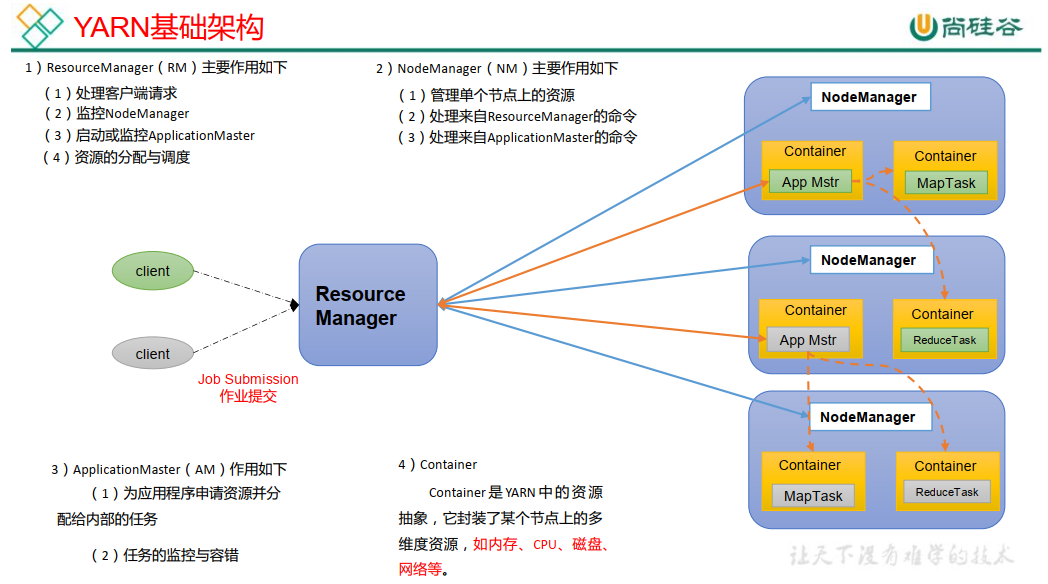 YARN基础架构
尚硅谷
1）ResourceManager（RM）主要作用如下
（1）处理客户端请求
（2）监控NodeManager
（3）启动或监控ApplicationMaster
（4）资源的分配与调度
2）NodeManager（NM）主要作用如下
（1）管理单个节点上的资源
（2）处理来自ResourceManager的命令
（3）处理来自ApplicationMaster的命令
NodeManager
Container
App Mstr
Container
MapTask
client
client
Job Submission
作业提交
Resource
Manager
NodeManager
Container
App Mstr
Container
ReduceTask
NodeManager
Container
MapTask
Container
ReduceTask
3）ApplicationMaster（AM）作用如下
（1）为应用程序申请资源并分
配给内部的任务
（2）任务的监控与容错
4）Container
Container是YARN中的资源
抽象，它封装了某个节点上的多
维度资源，如内存、CPU、磁盘、
网络等。
让天下没有难学的技术